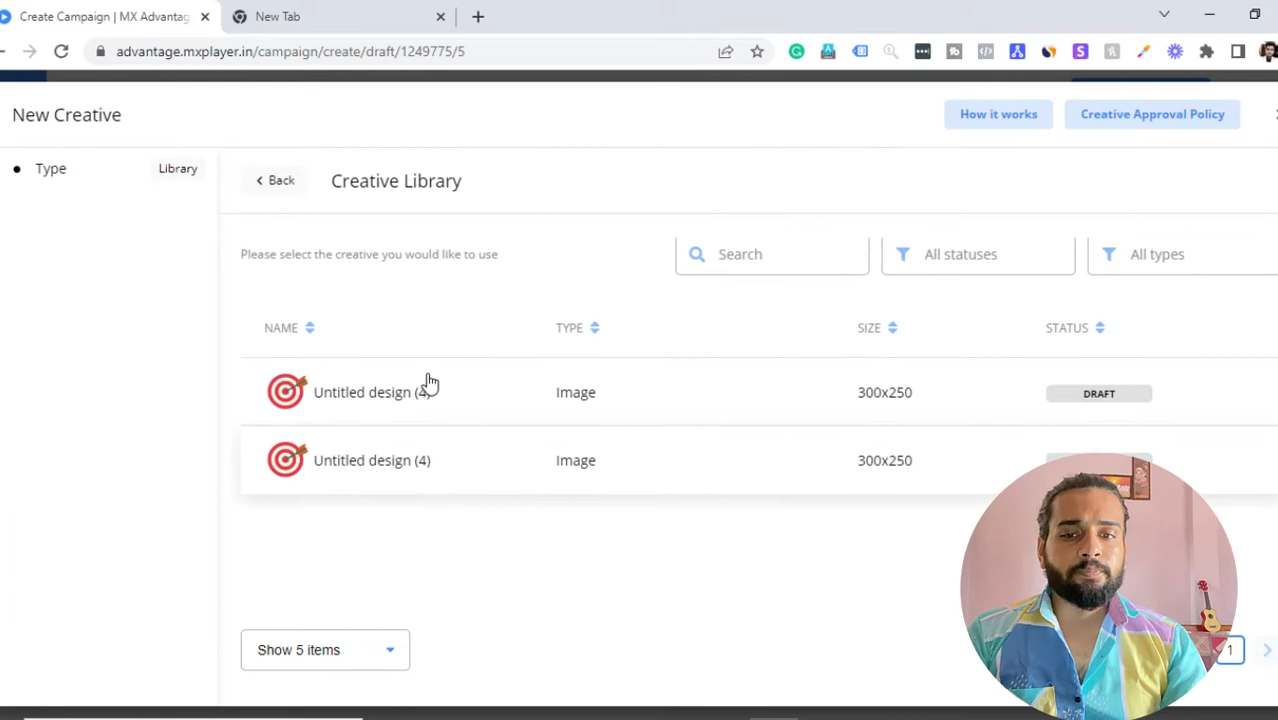 Create Campaign | MX Advantag
New Tab
advantage.mxplayer.in/campaign/create/draft/1249775/5
New Creative
How it works
Creative Approval Policy
Type
Library
Back
Creative Library
Please select the creative you would like to use
Search
All statuses
All types
NAME
TYPE
SIZE
STATUS
Untitled design (4)
Image
300x250
DRAFT
Untitled design (4)
Image
300x250
Show 5 items
1